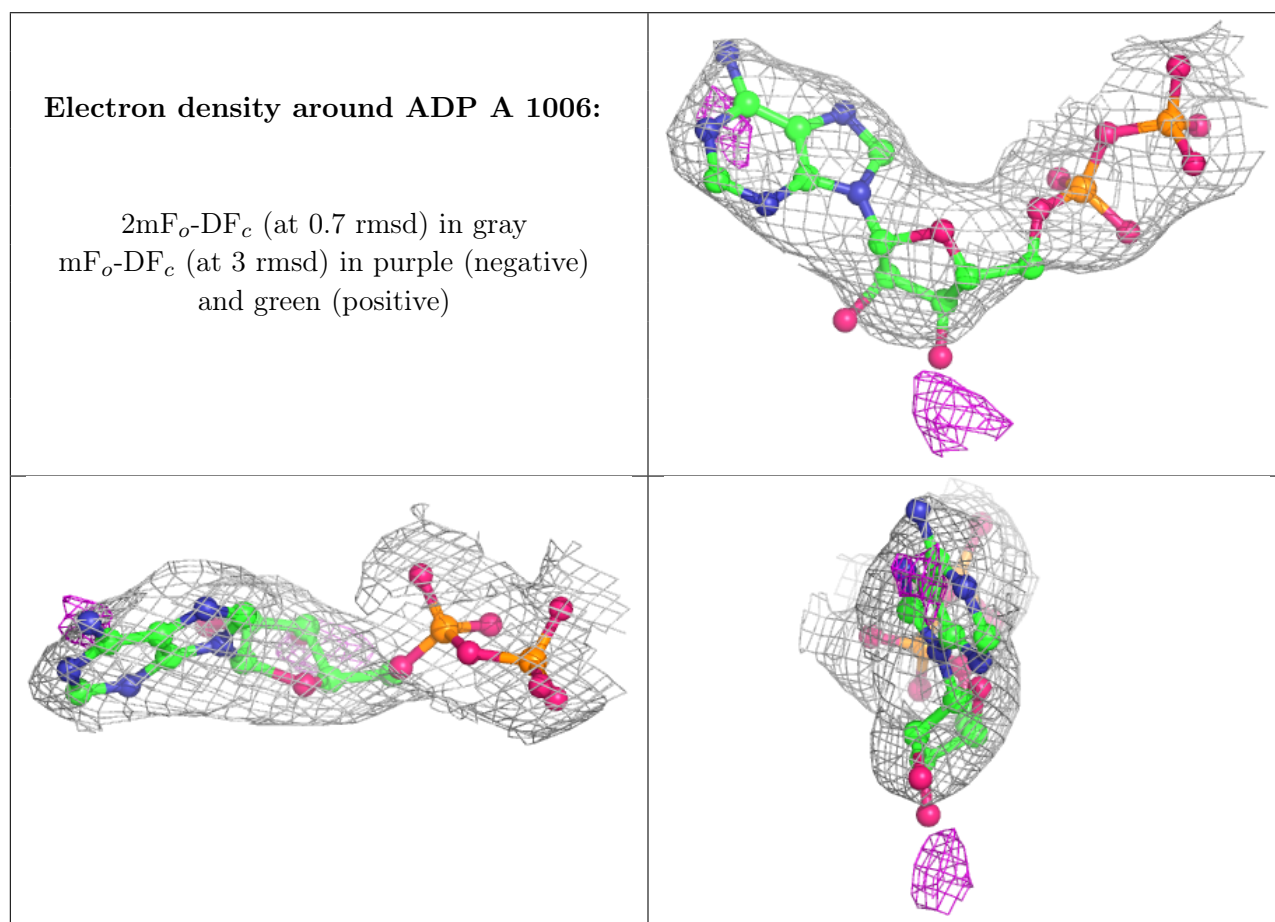 Electron density around ADP A 1006:
2mFo-DFc (at 0.7 rmsd) in gray
mFo-DFc (at 3 rmsd) in purple (negative)
and green (positive)